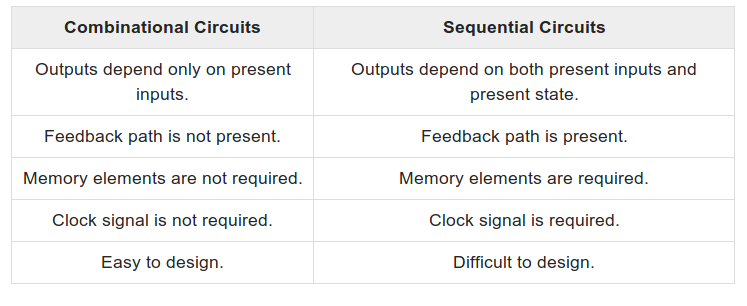 Combinational Circuits Sequential Circuits
Outputs depend only on present
inputs.
Outputs depend on both present inputs and
present state.
Feedback path is not present. Feedback path is present.
Memory elements are not required. Memory elements are required.
Clock signal is not required. Clock signal is required.
Easy to design. Difficult to design.